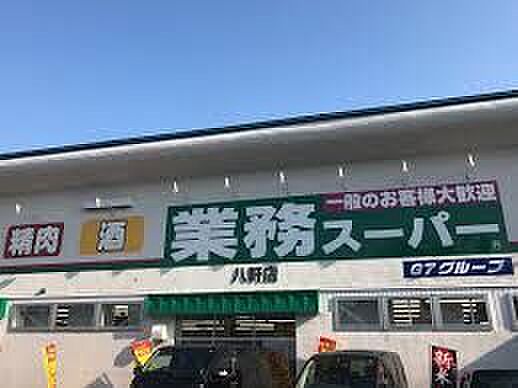 精肉
酒
一般のお客様大歓迎
業務スーパー
八軒店
G7グループ